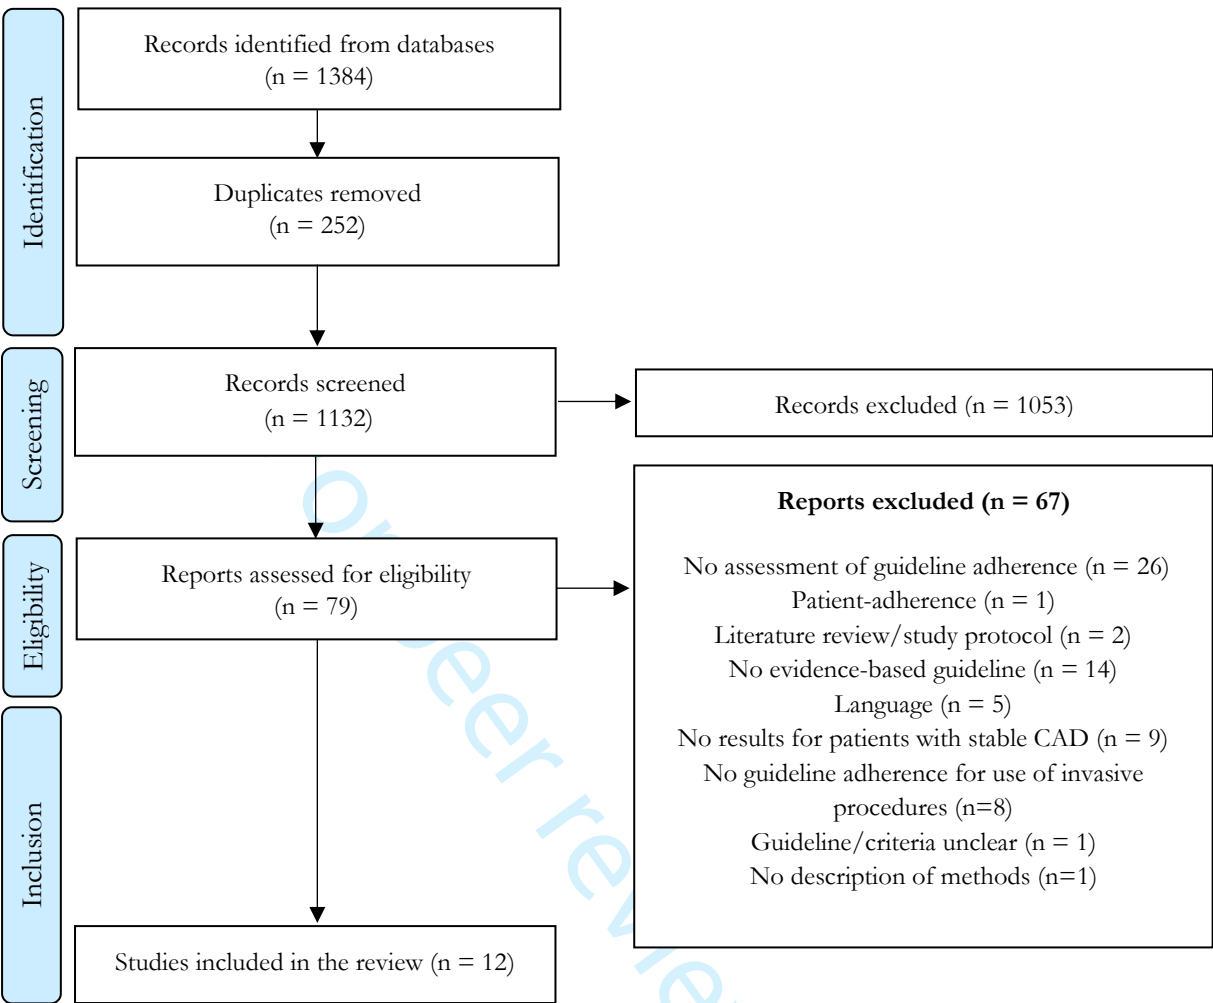 Identification
Records identified from databases
(n = 1384)
Duplicates removed
(n = 252)
Screening
Records screened
(n = 1132)
Records excluded (n = 1053)
Eligibility
Reports assessed for eligibility
(n = 79)
Reports excluded (n = 67)
No assessment of guideline adherence (n = 26)
Patient-adherence (n = 1)
Literature review/study protocol (n = 2)
No evidence-based guideline (n = 14)
Language (n = 5)
No results for patients with stable CAD (n = 9)
No guideline adherence for use of invasive
procedures (n=8)
Guideline/criteria unclear (n = 1)
No description of methods (n=1)
Inclusion
Studies included in the review (n = 12)